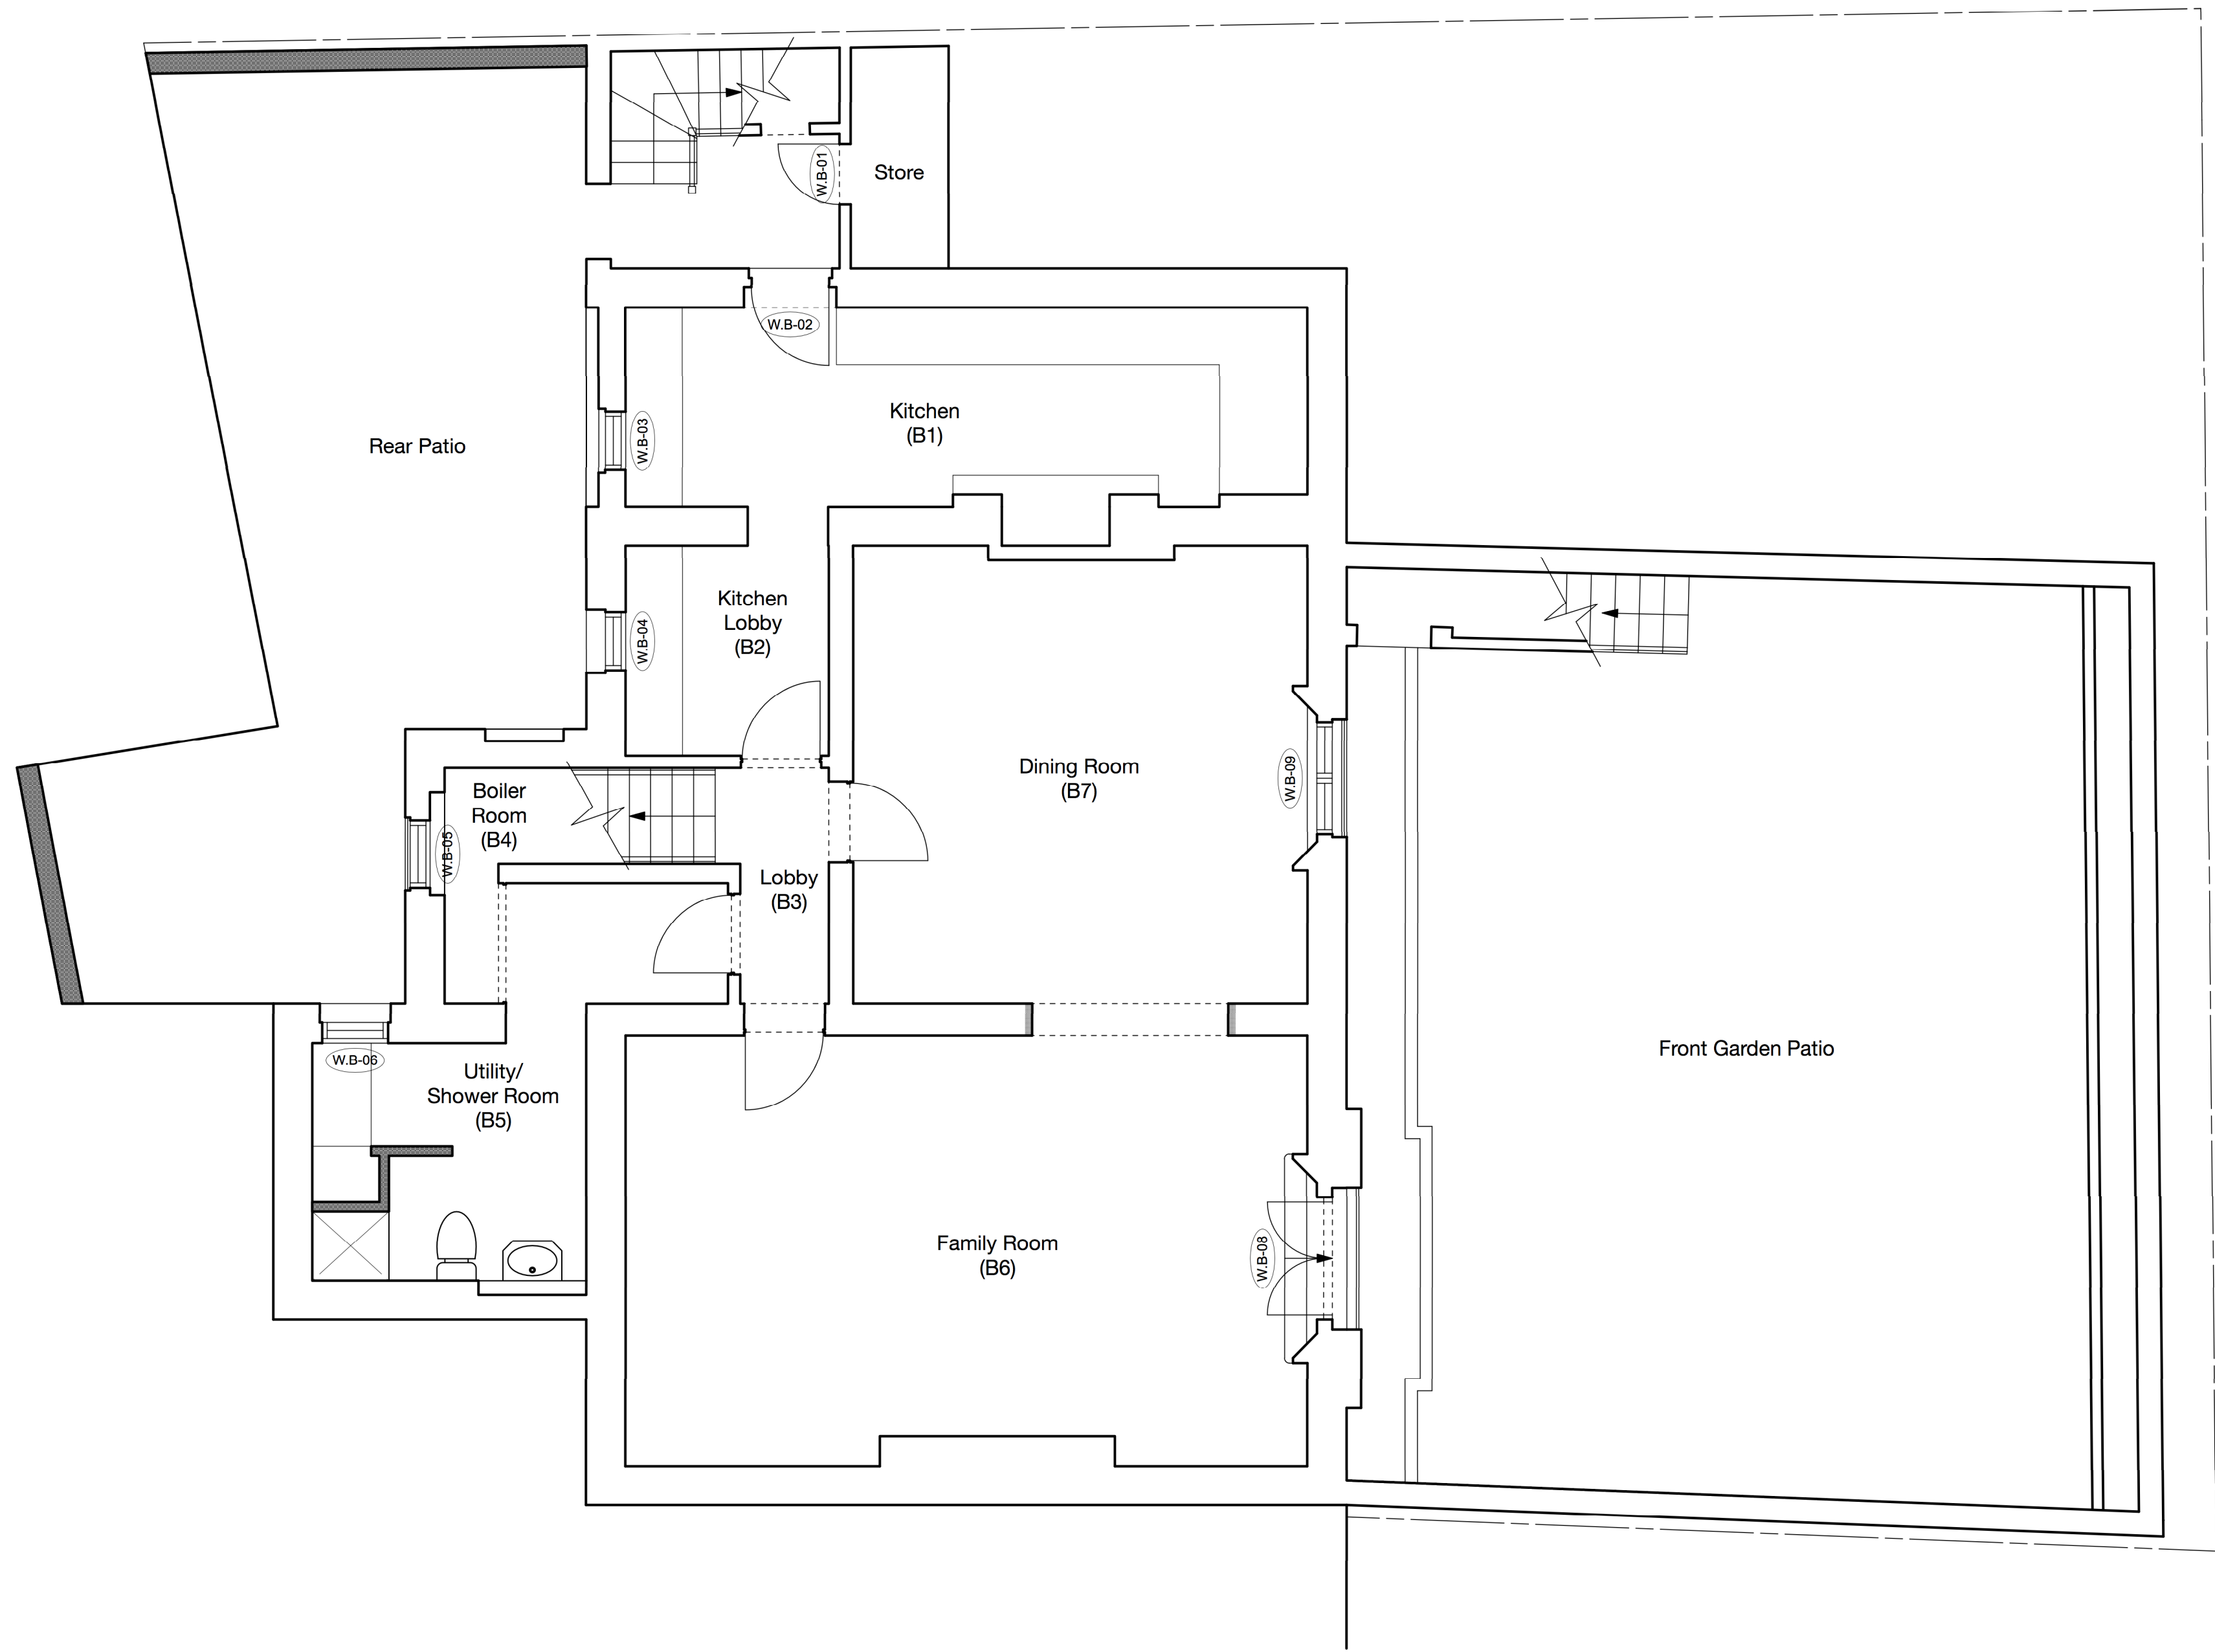 Store
W.B-01
W.B-02
Kitchen
(B1)
W.B-03
Rear Patio
Kitchen
Lobby
(B2)
W.B-04
Dining Room
(B7)
W.B-09
Boiler
Room
(B4)
W.B-05
Lobby
(B3)
Front Garden Patio
W.B-06
Utility/
Shower Room
(B5)
Family Room
(B6)
W.B-08